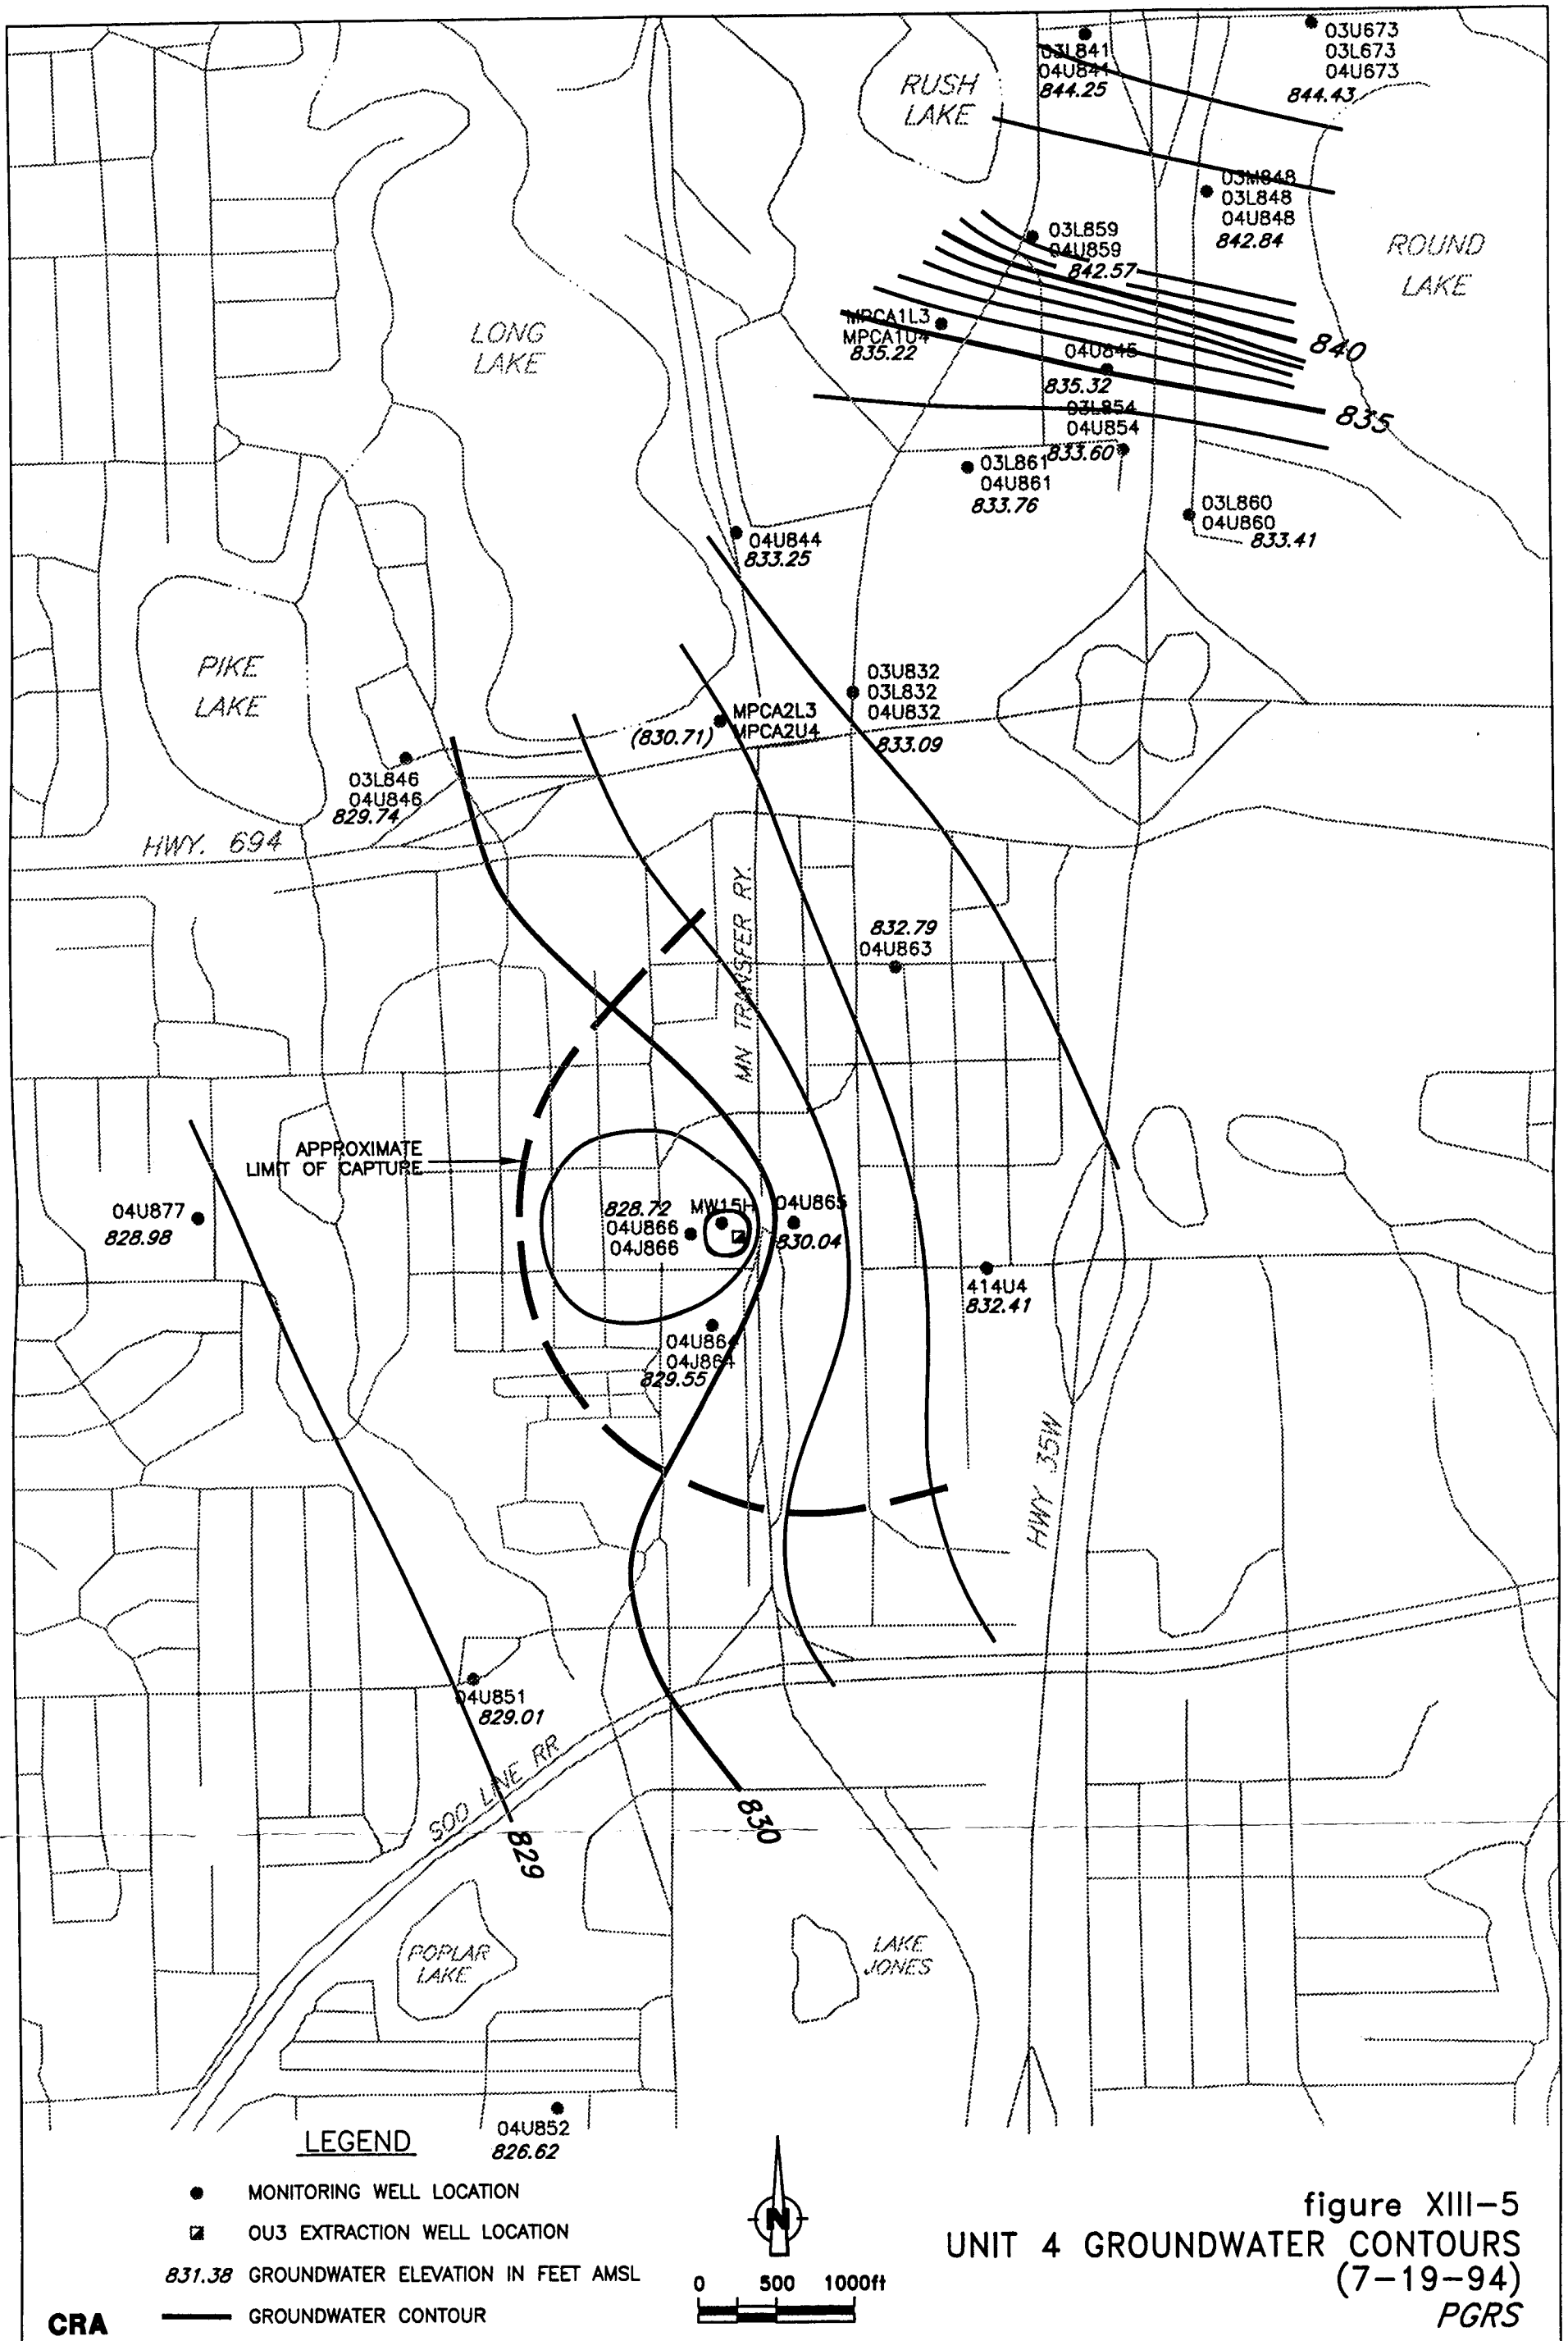 03U673
03L673
04U673
844.43
03L841
04U841
844.25
RUSH
LAKE
03M848
03L848
04U848
842.84
03L859
04U859
842.57
ROUND
LAKE
LONG
LAKE
MPCA1L3
MPCA1U4
835.22
840
04U845
835.32
835
03L854
04U854
833.60
03L861
04U861
833.76
03L860
04U860
833.41
04U844
833.25
PIKE
LAKE
03U832
03L832
04U832
833.09
MPCA2L3
MPCA2U4
(830.71)
03L846
04U846
829.74
HWY. 694
MN TRANSFER RY.
832.79
04U863
APPROXIMATE
LIMIT OF CAPTURE
04U877
828.98
828.72
04U866
04J866
MW15H
04U865
830.04
414U4
832.41
04U864
04J864
829.55
HWY 35W
04U851
829.01
SOO LINE RR
829
830
POPLAR
LAKE
LAKE
JONES
04U852
826.62
LEGEND
MONITORING WELL LOCATION
OU3 EXTRACTION WELL LOCATION
831.38 GROUNDWATER ELEVATION IN FEET AMSL
GROUNDWATER CONTOUR
CRA
N
0 500 1000ft
figure XIII-5
UNIT 4 GROUNDWATER CONTOURS
(7-19-94)
PGRS